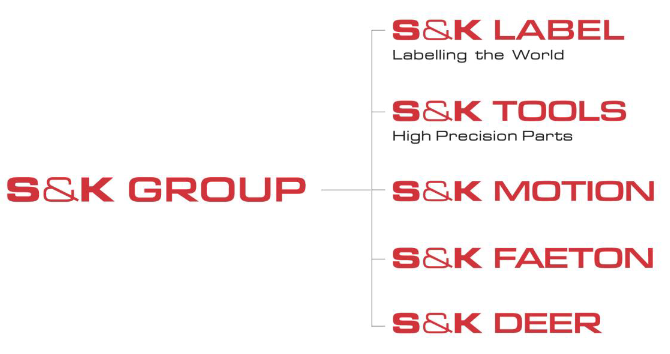 S&K GROUP
S&K LABEL
Labelling the World
S&K TOOLS
High Precision Parts
S&K MOTION
S&K FAETON
S&K DEER